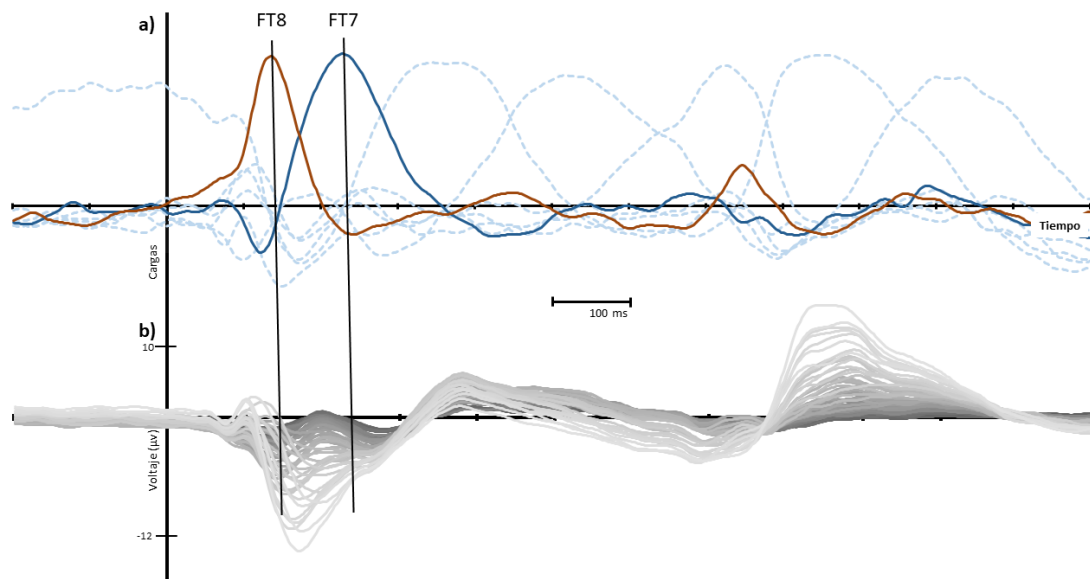 a)
FT8
FT7
Cargas
Tiempo
100 ms
b)
10
Voltaje (μv)
-12